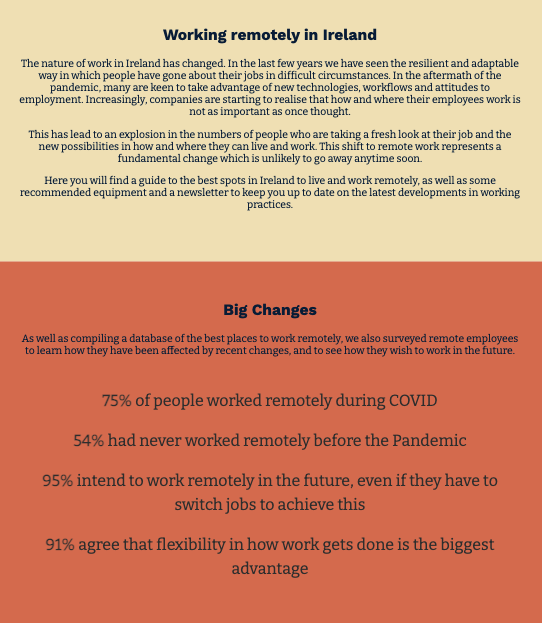 Working remotely in Ireland
The nature of work in Ireland has changed. In the last few years we have seen the resilient and adaptable
way in which people have gone about their jobs in difficult circumstances. In the aftermath of the
pandemic, many are keen to take advantage of new technologies, workflows and attitudes to
employment. Increasingly, companies are starting to realise that how and where their employees work is
not as important as once thought.
This has lead to an explosion in the numbers of people who are taking a fresh look at their job and the
new possibilities in how and where they can live and work. This shift to remote work represents a
fundamental change which is unlikely to go away anytime soon.
Here you will find a guide to the best spots in Ireland to live and work remotely, as well as some
recommended equipment and a newsletter to keep you up to date on the latest developments in working
practices.
Big Changes
As well as compiling a database of the best places to work remotely, we also surveyed remote employees
to learn how they have been affected by recent changes, and to see how they wish to work in the future.
75% of people worked remotely during COVID
54% had never worked remotely before the Pandemic
95% intend to work remotely in the future, even if they have to
switch jobs to achieve this
91% agree that flexibility in how work gets done is the biggest
advantage